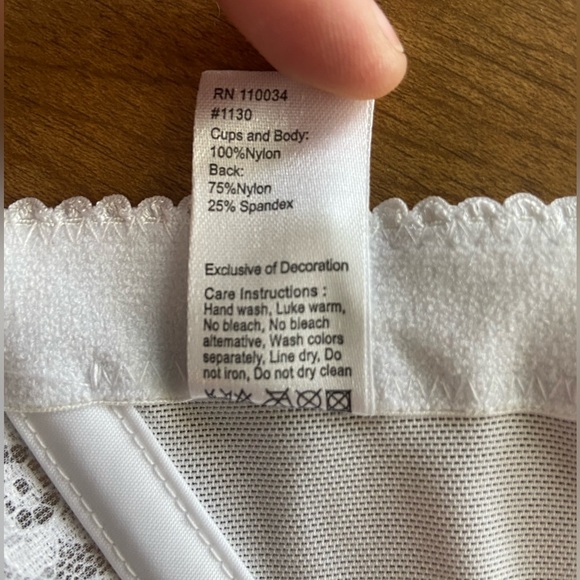 RN 110034
#1130
Cups and Body:
100%Nylon
Back:
75%Nylon
25% Spandex
Exclusive of Decoration
Care Instructions :
Hand wash, Luke warm,
No bleach, No bleach
alternative, Wash colors
separately, Line dry, Do
not iron, Do not dry clean